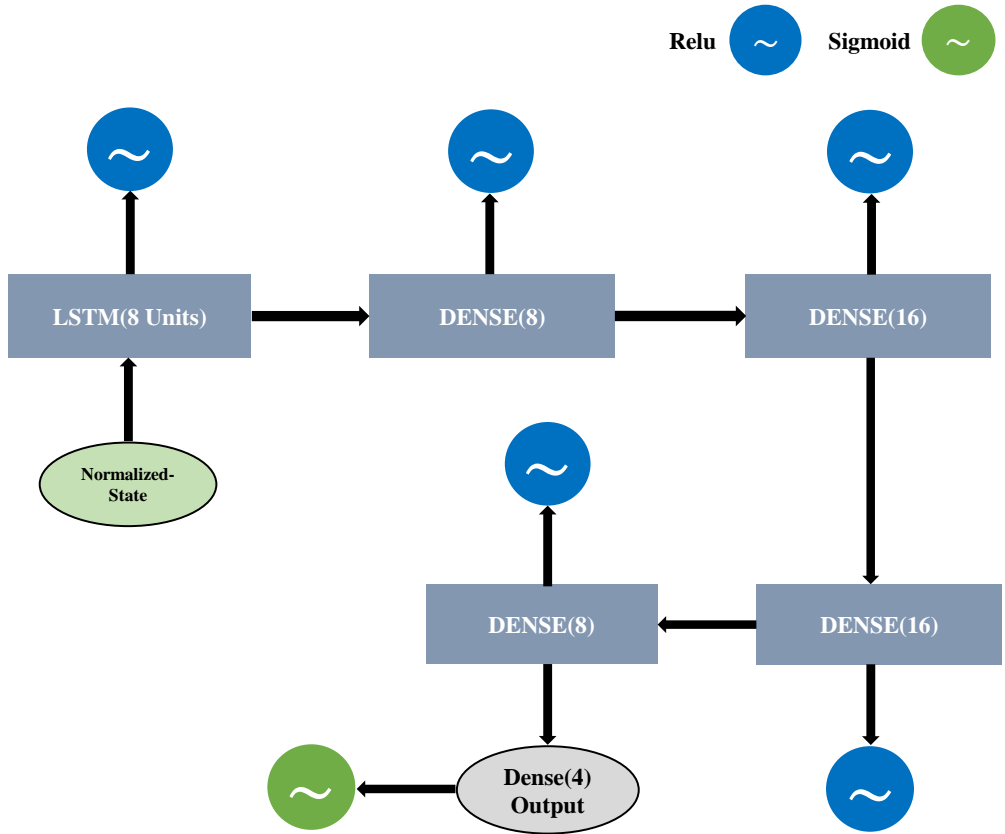 Relu
Sigmoid
LSTM(8 Units)
DENSE(8)
DENSE(16)
Normalized-
State
DENSE(8)
DENSE(16)
Dense(4)
Output